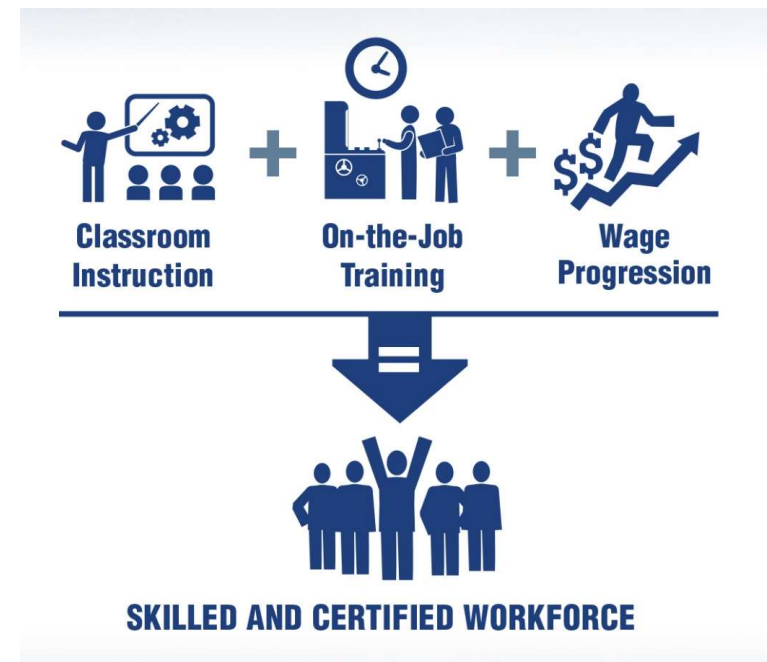 Classroom
Instruction
+
On-the-Job
Training
+
$$
Wage
Progression
=
SKILLED AND CERTIFIED WORKFORCE